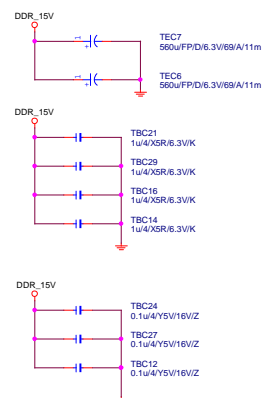 DDR_15V
1
TEC7
560u/FP/D/6.3V/69/A/11m
1
TEC6
560u/FP/D/6.3V/69/A/11m
DDR_15V
TBC21
1u/4/X5R/6.3V/K
TBC29
1u/4/X5R/6.3V/K
TBC16
1u/4/X5R/6.3V/K
TBC14
1u/4/X5R/6.3V/K
DDR_15V
TBC24
0.1u/4/Y5V/16V/Z
TBC27
0.1u/4/Y5V/16V/Z
TBC12
0.1u/4/Y5V/16V/Z